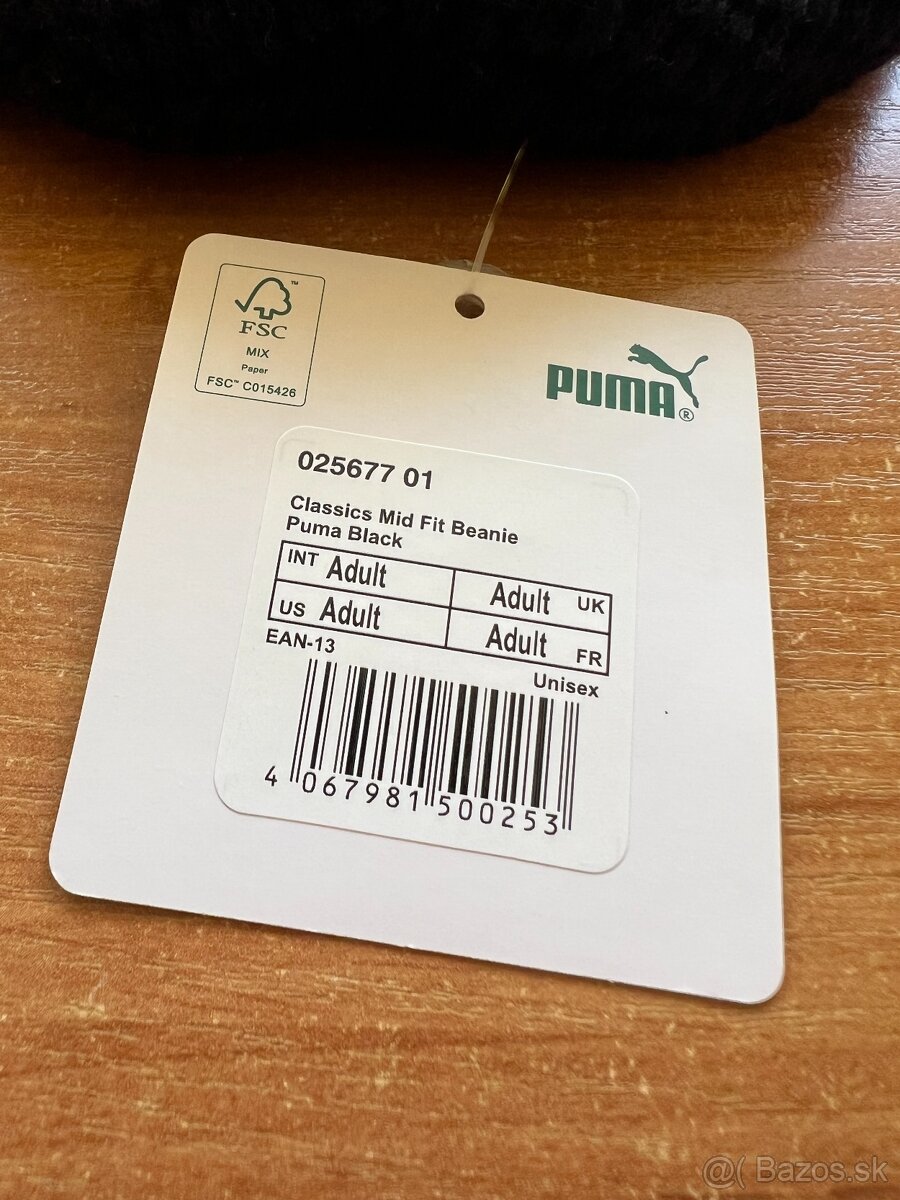 FSC™
MIX
Paper
FSC™ C015426
PUMA®
025677 01
Classics Mid Fit Beanie
Puma Black
INT Adult Adult UK
US Adult Adult FR
EAN-13
Unisex
4 067981 500253
@( Bazos.sk